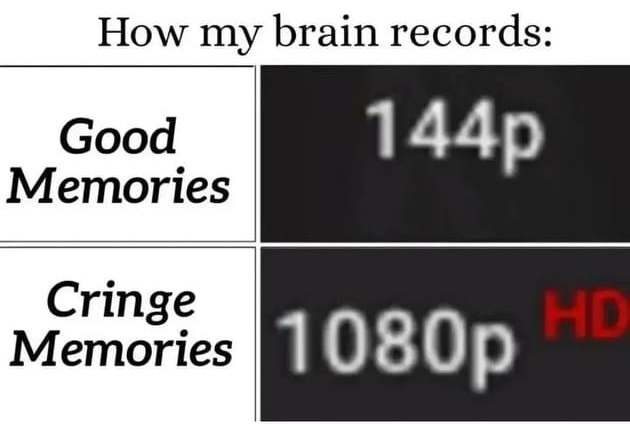 How my brain records:
Good
Memories
144p
Cringe
Memories
1080p HD